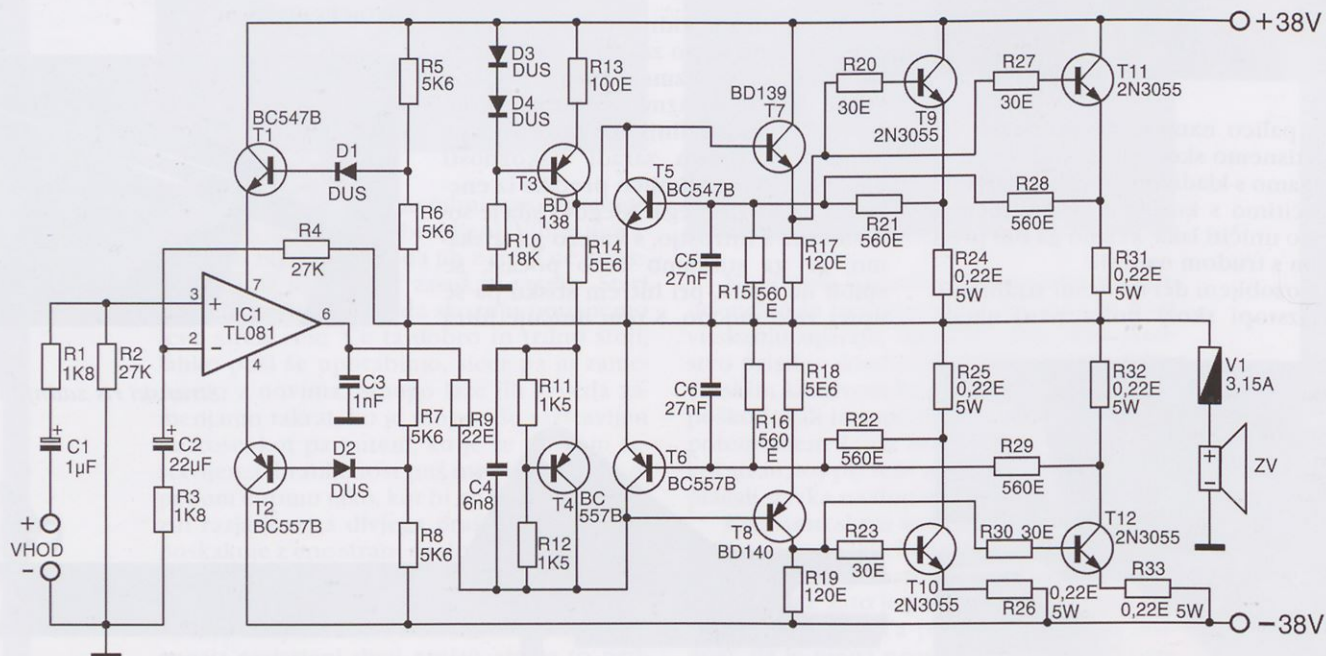 +38V
D3
DUS
D4
DUS
R5
5K6
R13
100E
R20
30E
R27
30E
T11
2N3055
BD139
T7
T9
2N3055
BC547B
T1
D1
DUS
T3
BD
138
T5
BC547B
R28
560E
R21
560E
R6
5K6
R4
27K
R10
18K
R14
5E6
C5
27nF
R17
120E
R24
0,22E
5W
R31
0,22E
5W
R15
560
E
3
2
7
6
4
+
-
IC1
TL081
R1
1K8
R2
27K
C3
1nF
R11
1K5
R9
22E
C6
27nF
R18
5E6
R25
0,22E
5W
R32
0,22E
5W
V1
3,15A
R7
5K6
R16
560
E
R22
560E
C1
1µF
C2
22µF
D2
DUS
C4
6n8
T4
BC
557B
T6
BC557B
R29
560E
+
-
ZV
R3
1K8
T2
BC557B
R8
5K6
R12
1K5
T8
BD140
R23
30E
R30 30E
T12
2N3055
+
VHOD
-
R19
120E
T10
2N3055
R26
0,22E
5W
R33
0,22E 5W
-38V